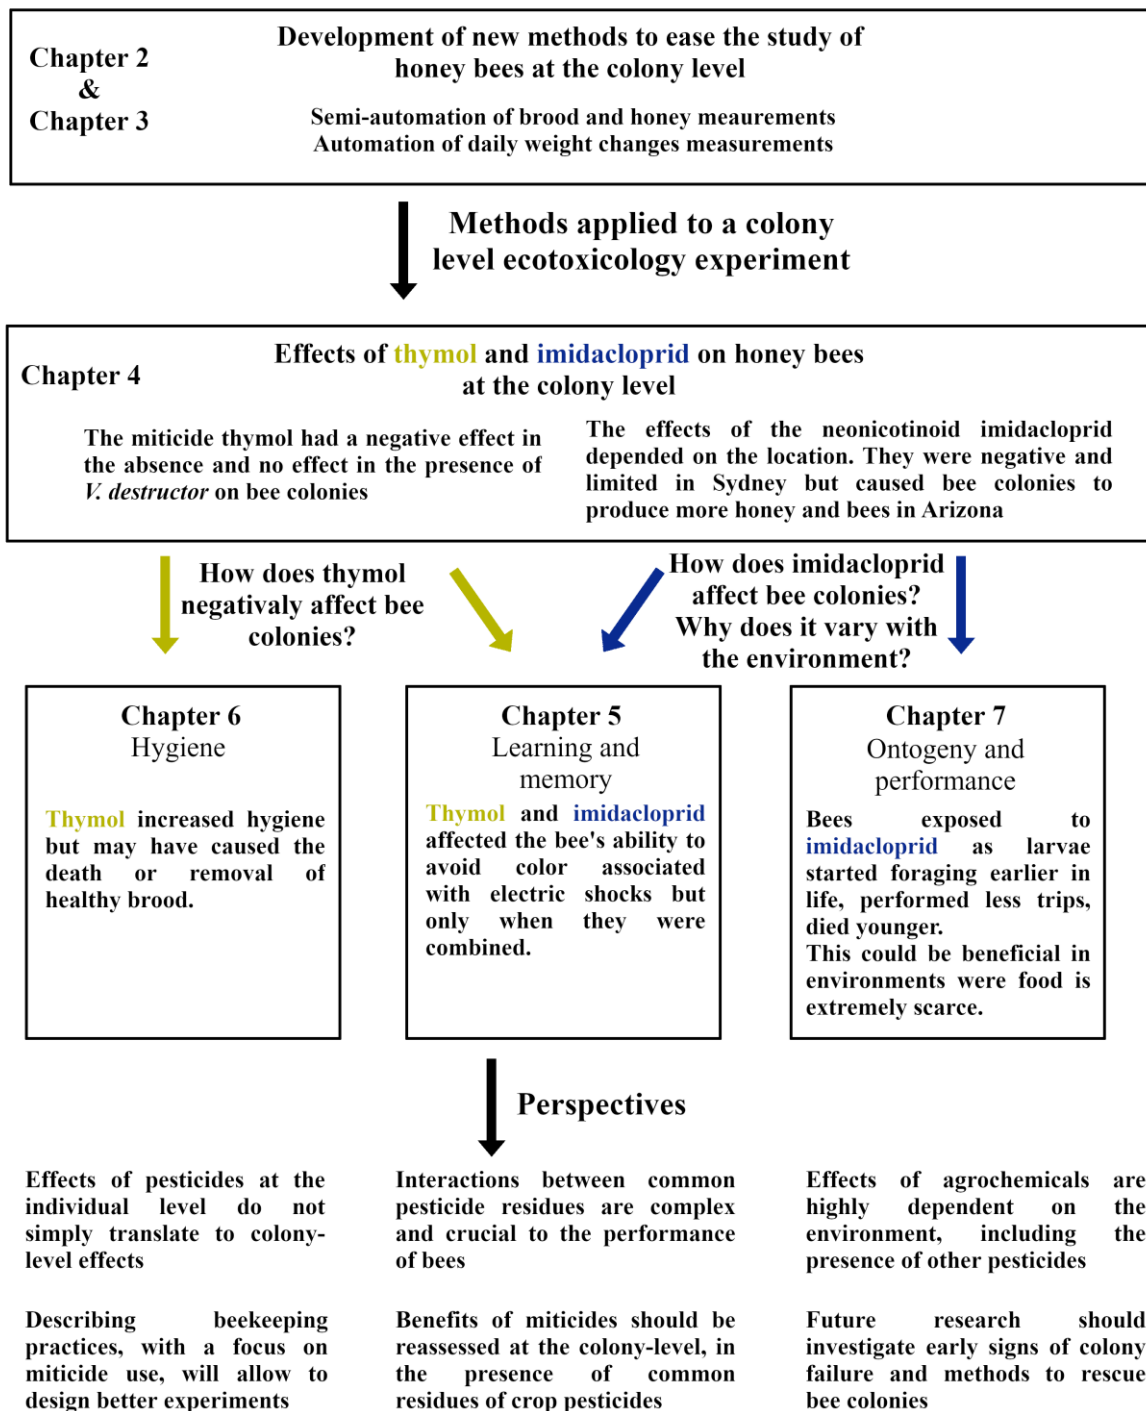 Chapter 2
&
Chapter 3
Development of new methods to ease the study of
honey bees at the colony level
Semi-automation of brood and honey meaurements
Automation of daily weight changes measurements
Methods applied to a colony
level ecotoxicology experiment
Chapter 4
Effects of thymol and imidacloprid on honey bees
at the colony level
The miticide thymol had a negative effect in
the absence and no effect in the presence of
V. destructor on bee colonies
The effects of the neonicotinoid imidacloprid
depended on the location. They were negative and
limited in Sydney but caused bee colonies to
produce more honey and bees in Arizona
How does thymol
negativaly affect bee
colonies?
How does imidacloprid
affect bee colonies?
Why does it vary with
the environment?
Chapter 6
Hygiene
Thymol increased hygiene
but may have caused the
death or removal of
healthy brood.
Chapter 5
Learning and
memory
Thymol and imidacloprid
affected the bee's ability to
avoid color associated
with electric shocks but
only when they were
combined.
Chapter 7
Ontogeny and
performance
Bees exposed to
imidacloprid as larvae
started foraging earlier in
life, performed less trips,
died younger.
This could be beneficial in
environments were food is
extremely scarce.
Perspectives
Effects of pesticides at the
individual level do not
simply translate to colony-
level effects
Interactions between common
pesticide residues are complex
and crucial to the performance
of bees
Effects of agrochemicals are
highly dependent on the
environment, including the
presence of other pesticides
Describing beekeeping
practices, with a focus on
miticide use, will allow to
design better experiments
Benefits of miticides should be
reassessed at the colony-level, in
the presence of common
residues of crop pesticides
Future research should
investigate early signs of colony
failure and methods to rescue
bee colonies